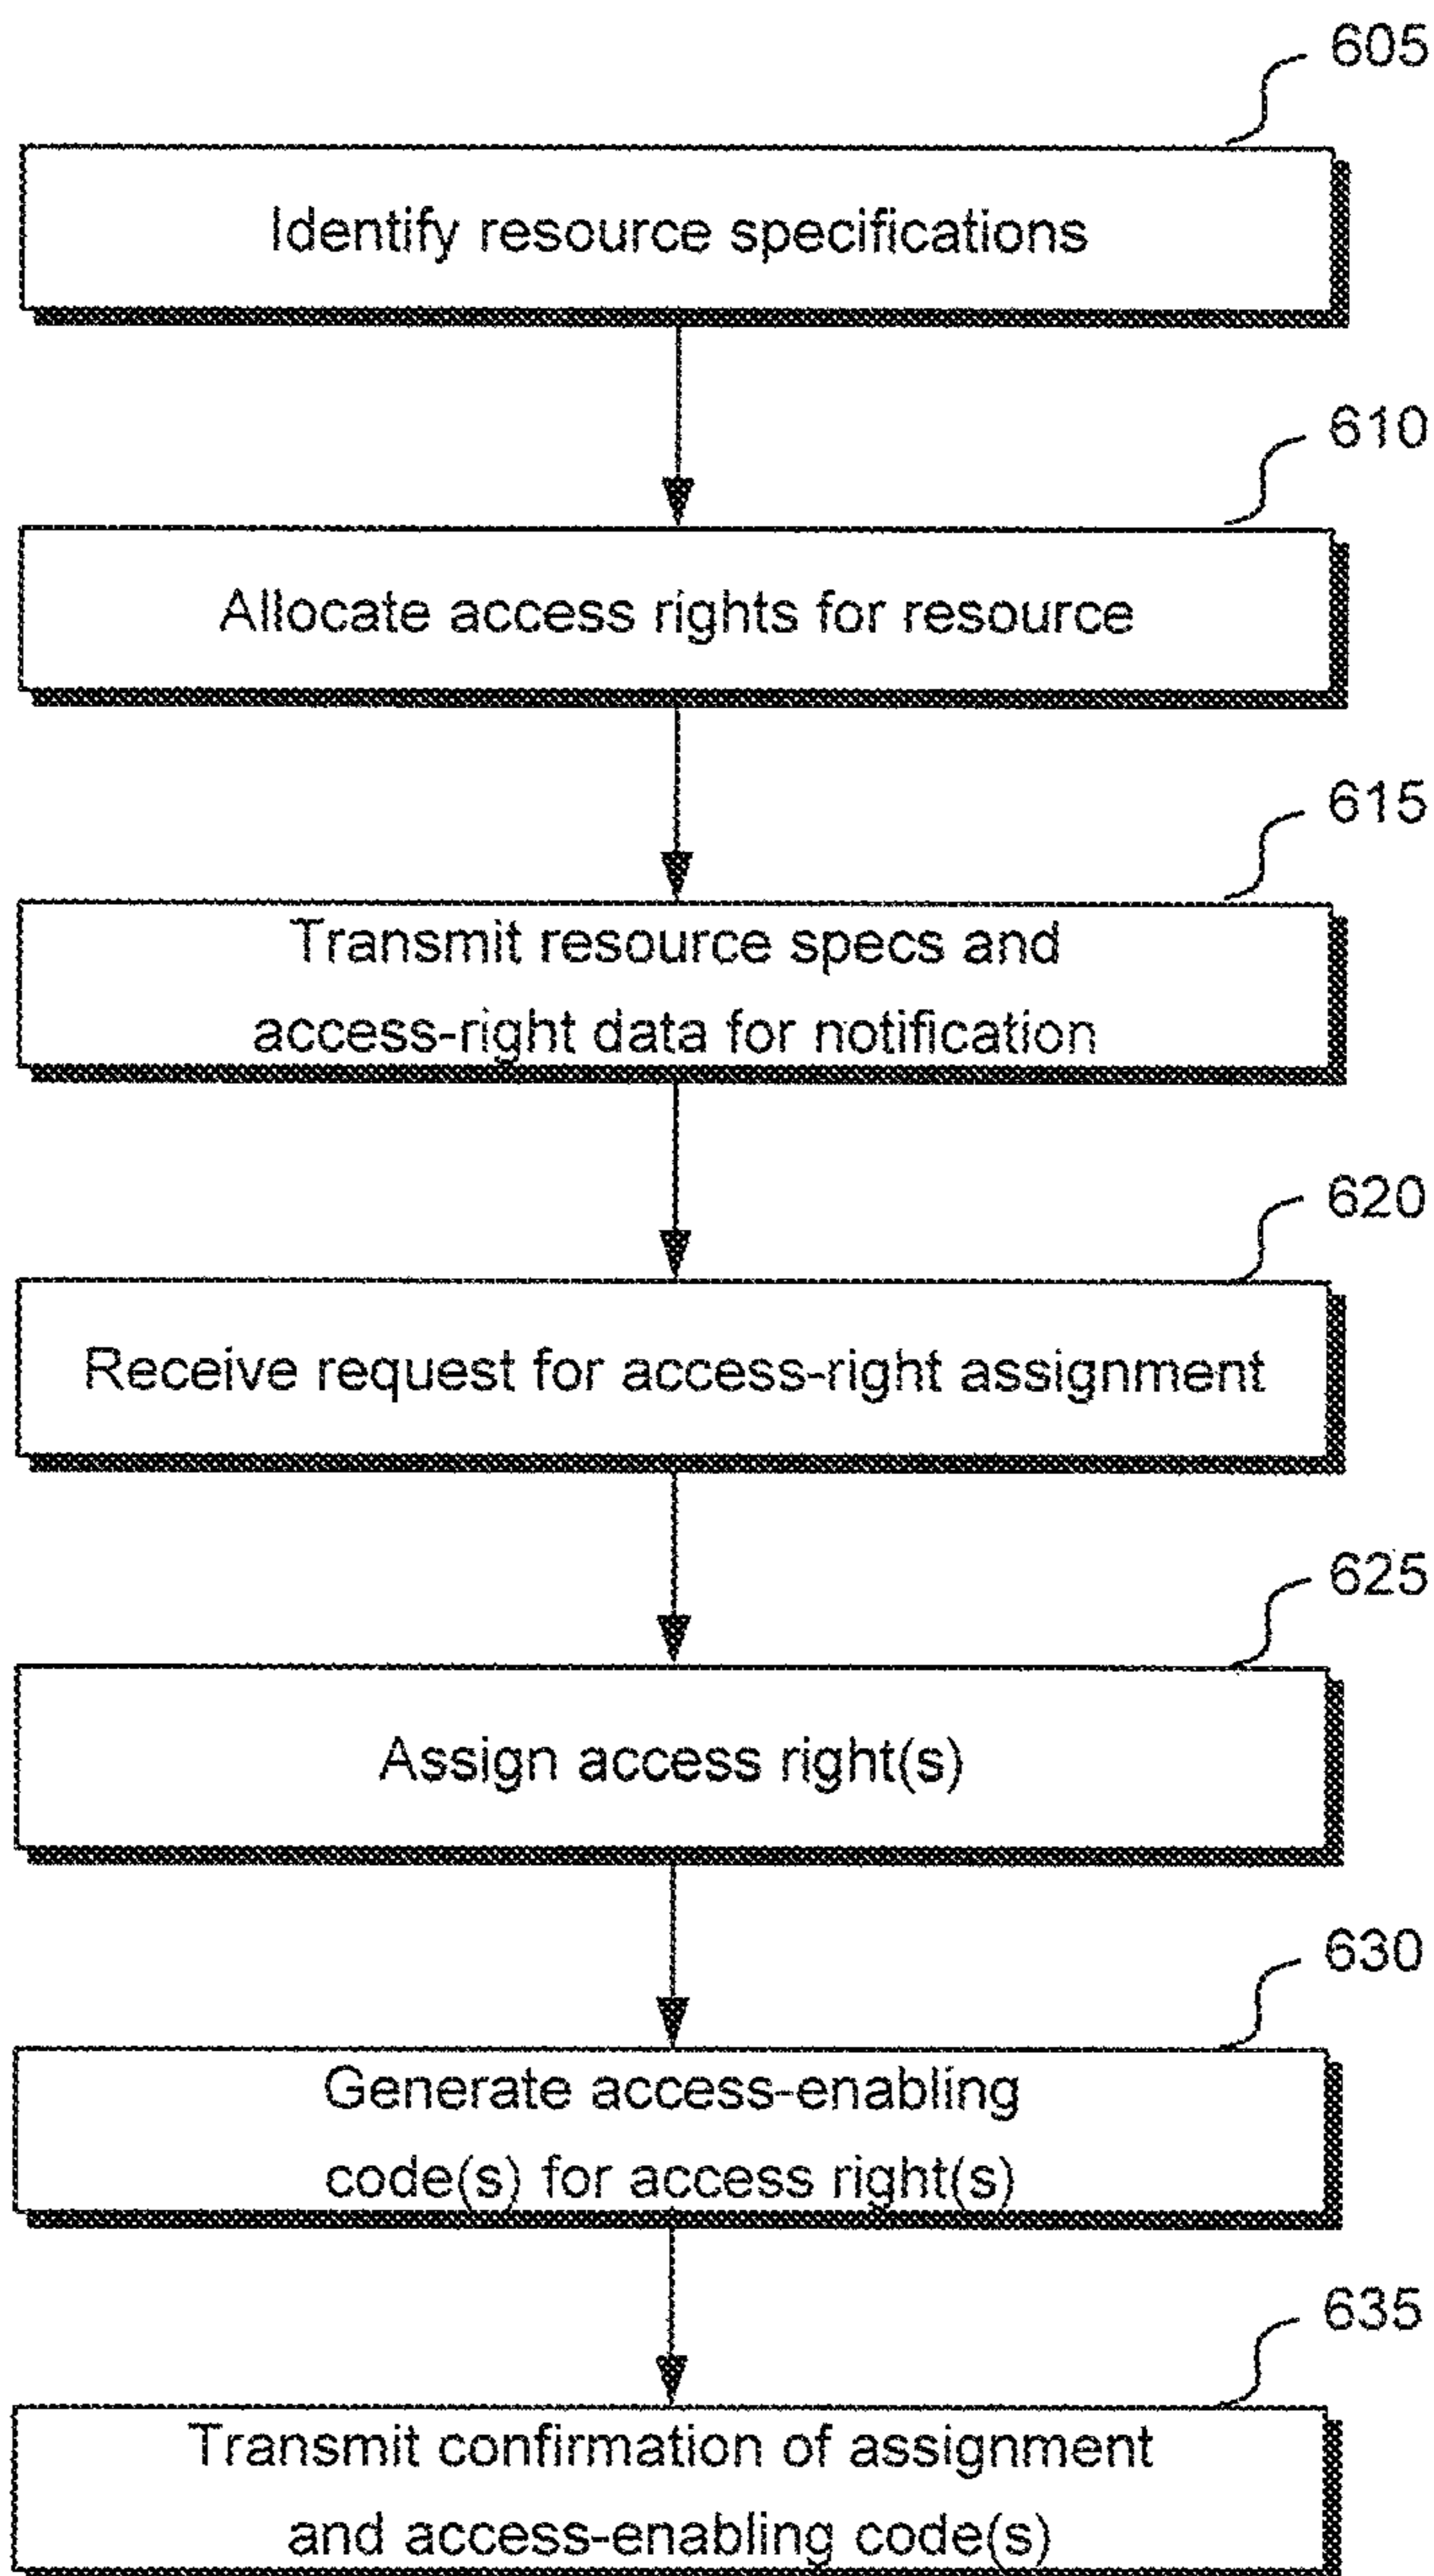 605
Identify resource specifications
610
Allocate access rights for resource
615
Transmit resource specs and
access-right data for notification
620
Receive request for access-right assignment
625
Assign access right(s)
630
Generate access-enabling
code(s) for access right(s)
635
Transmit confirmation of assignment
and access-enabling code(s)